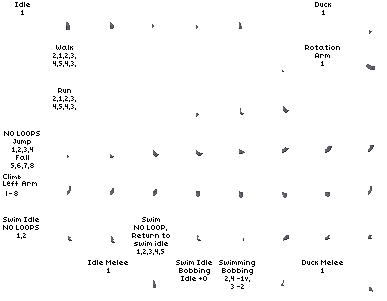 Idle
1
Duck
1
Walk
2,1,2,3,
4,5,4,3,
Rotation
Arm
1
Run
2,1,2,3,
4,5,4,3,
NO LOOPS
Jump
1,2,3,4
Fall
5,6,7,8
Climb
Left Arm
1-8
Swim Idle
NO LOOPS
1,2
Swim
NO LOOP,
Return to
swim idle
1,2,3,4,5
Swim Idle
Bobbing
Idle +0
Swimming
Bobbing
2,4 -1v,
3 -2
Idle Melee
1
Duck Melee
1